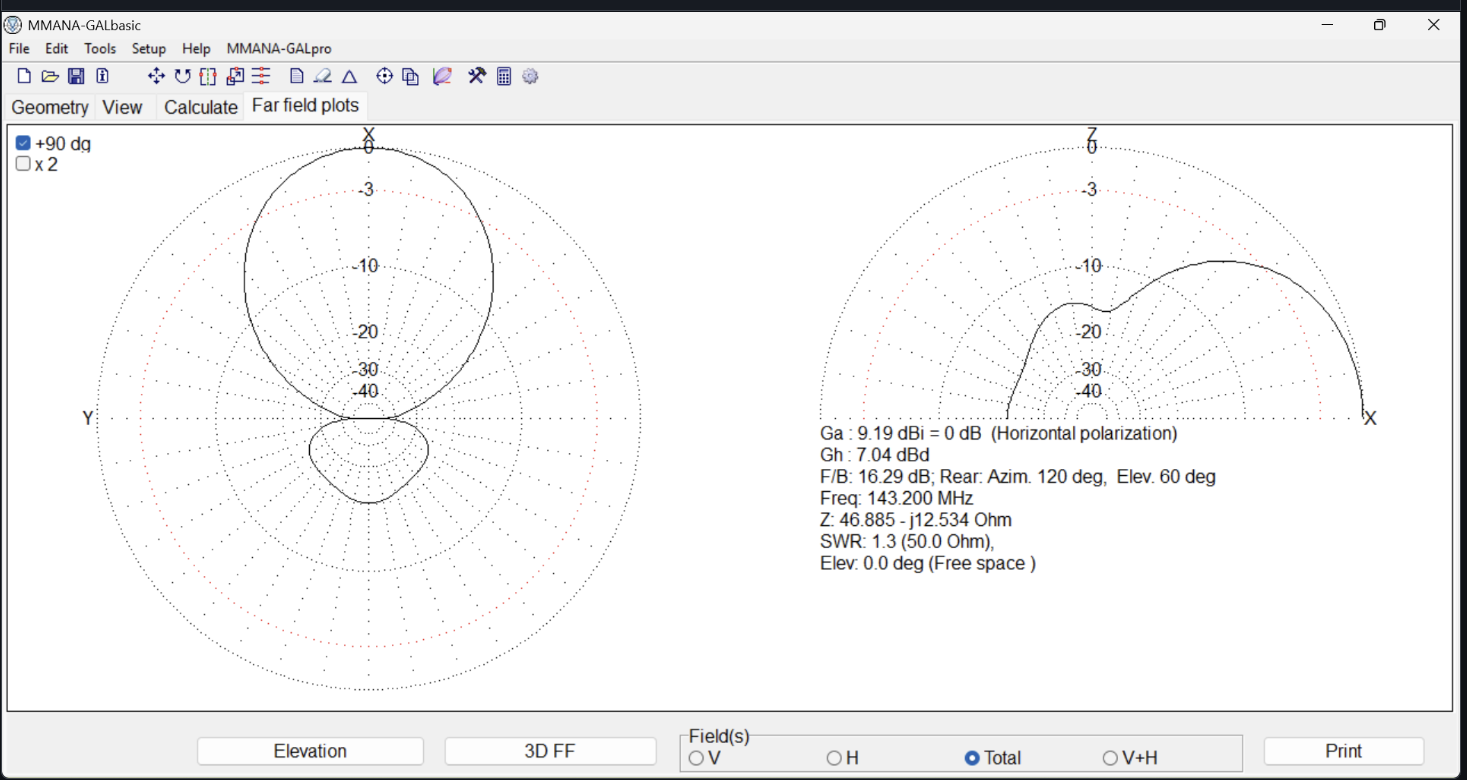 MMANA-GALbasic
File Edit Tools Setup Help MMANA-GALpro
Geometry View Calculate Far field plots
+90 dg
x 2
X
0
-3
-10
-20
-30
-40
Y
Z
0
-3
-10
-20
-30
-40
X
Ga : 9.19 dBi = 0 dB (Horizontal polarization)
Gh : 7.04 dBd
F/B: 16.29 dB; Rear: Azim. 120 deg, Elev. 60 deg
Freq: 143.200 MHz
Z: 46.885 - j12.534 Ohm
SWR: 1.3 (50.0 Ohm),
Elev: 0.0 deg (Free space )
Field(s)
Elevation 3D FF V H Total V+H Print